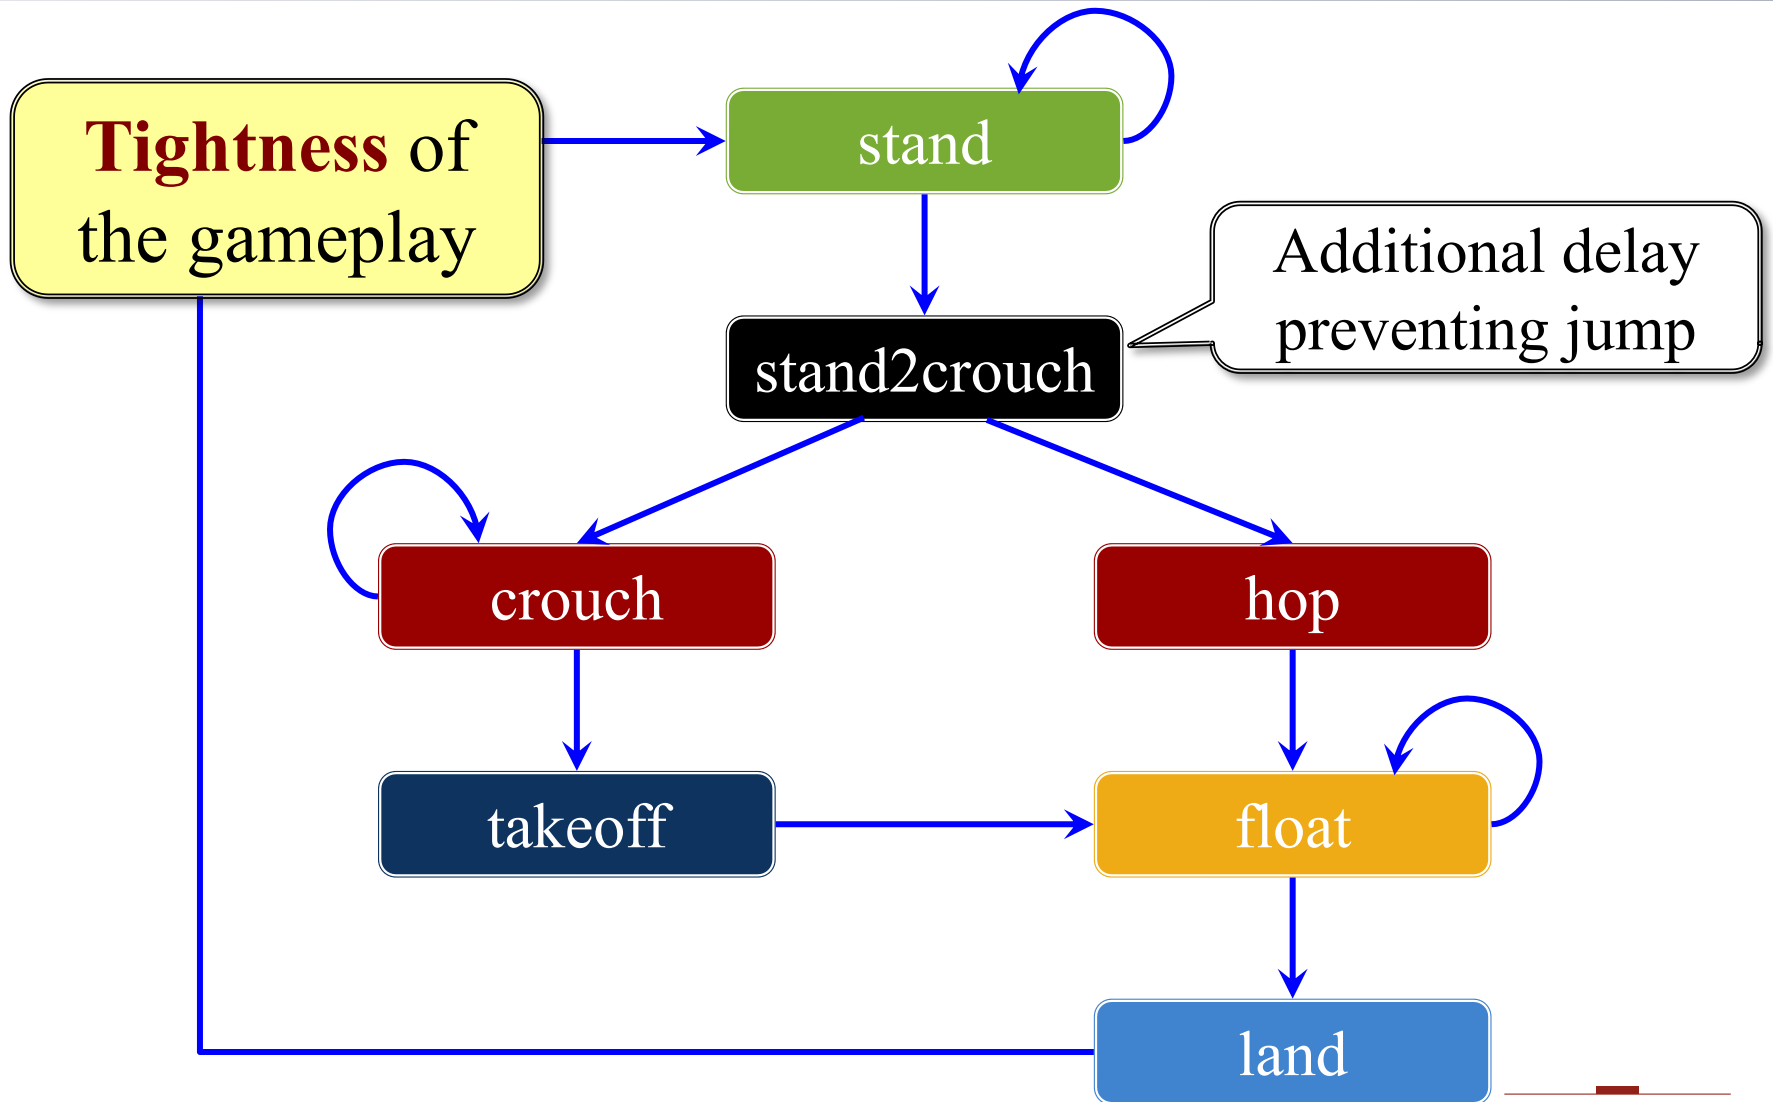 Tightness of
the gameplay
stand
Additional delay
preventing jump
stand2crouch
crouch
hop
takeoff
float
land